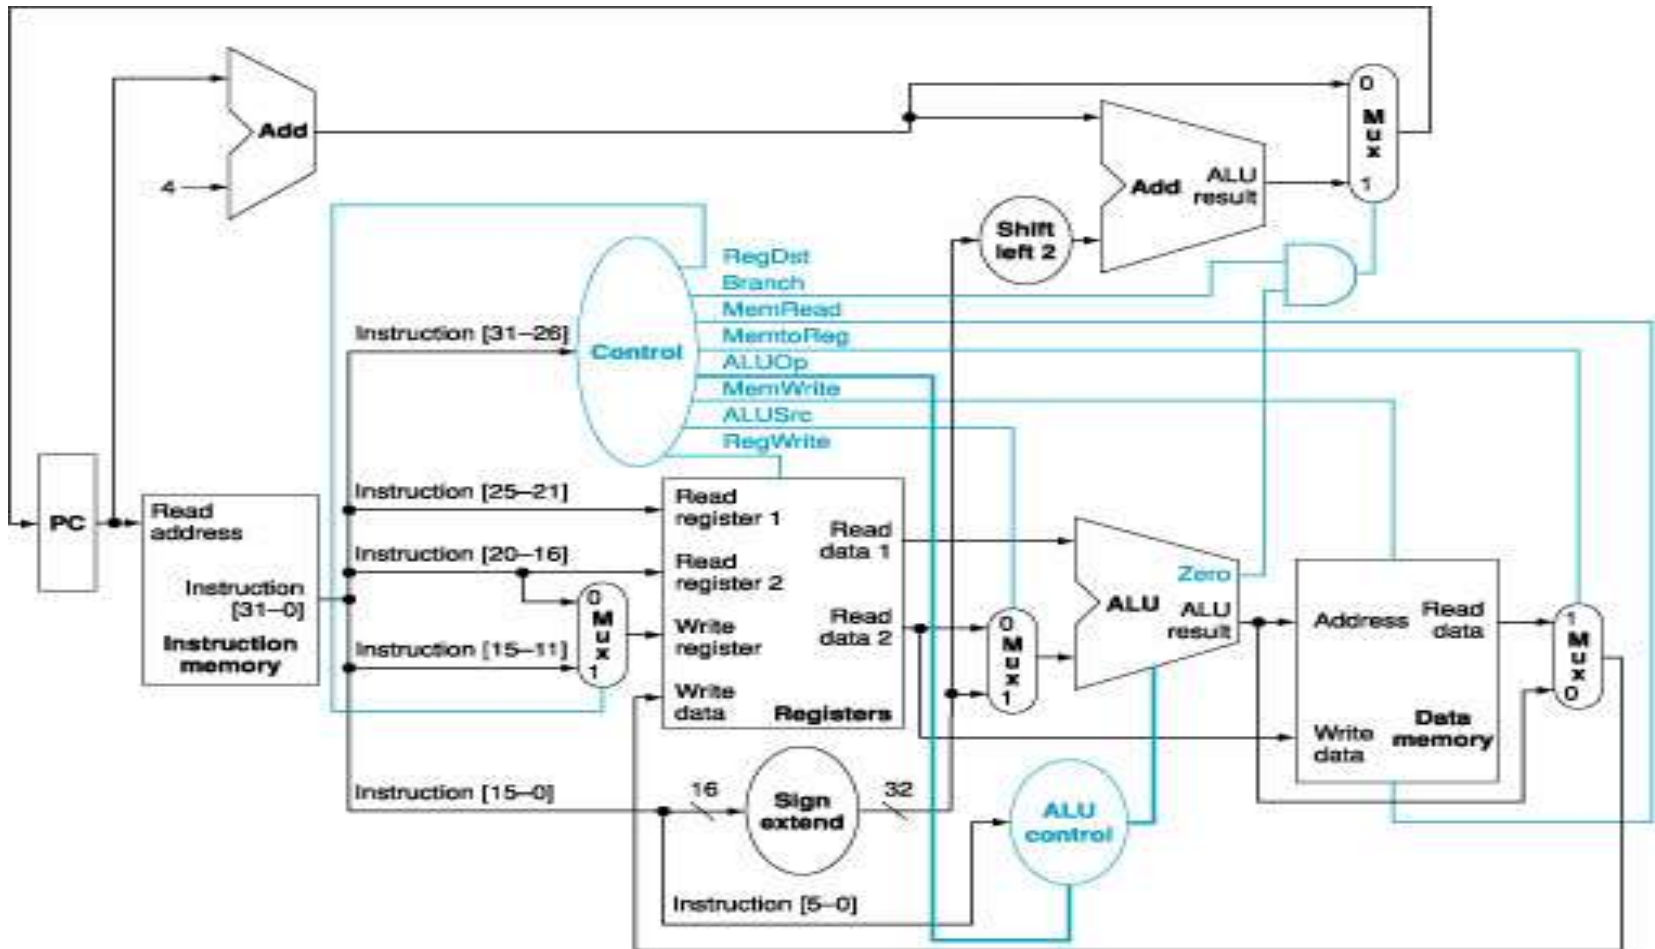 0
M
u
x
1
Add
4
Add
ALU
result
Shift
left 2
RegDst
Branch
MemRead
MemtoReg
ALUOp
MemWrite
ALUSrc
RegWrite
Instruction [31–26]
Control
PC
Read
address
Instruction
[31–0]
Instruction
memory
Instruction [25–21]
Instruction [20–16]
Instruction [15–11]
0
M
u
x
1
Read
register 1
Read
register 2
Write
register
Write
data
Read
data 1
Read
data 2
Registers
0
M
u
x
1
Zero
ALU
ALU
result
Address
Read
data
Write
data
Data
memory
1
M
u
x
0
Instruction [15–0]
16
Sign
extend
32
ALU
control
Instruction [5–0]